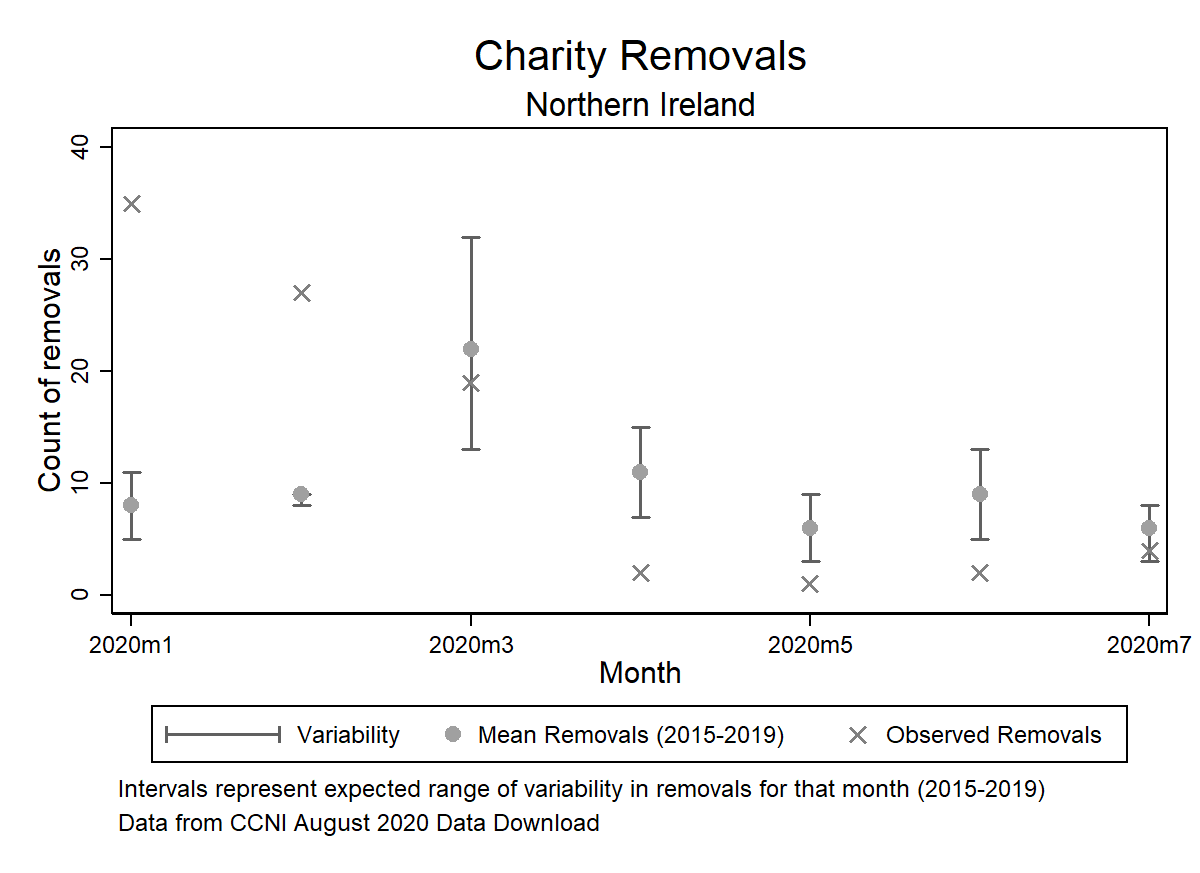 Charity Removals
Northern Ireland
Count of removals
40
30
20
10
0
2020m1 2020m3 2020m5 2020m7
Month
Variability Mean Removals (2015-2019) Observed Removals
Intervals represent expected range of variability in removals for that month (2015-2019)
Data from CCNI August 2020 Data Download